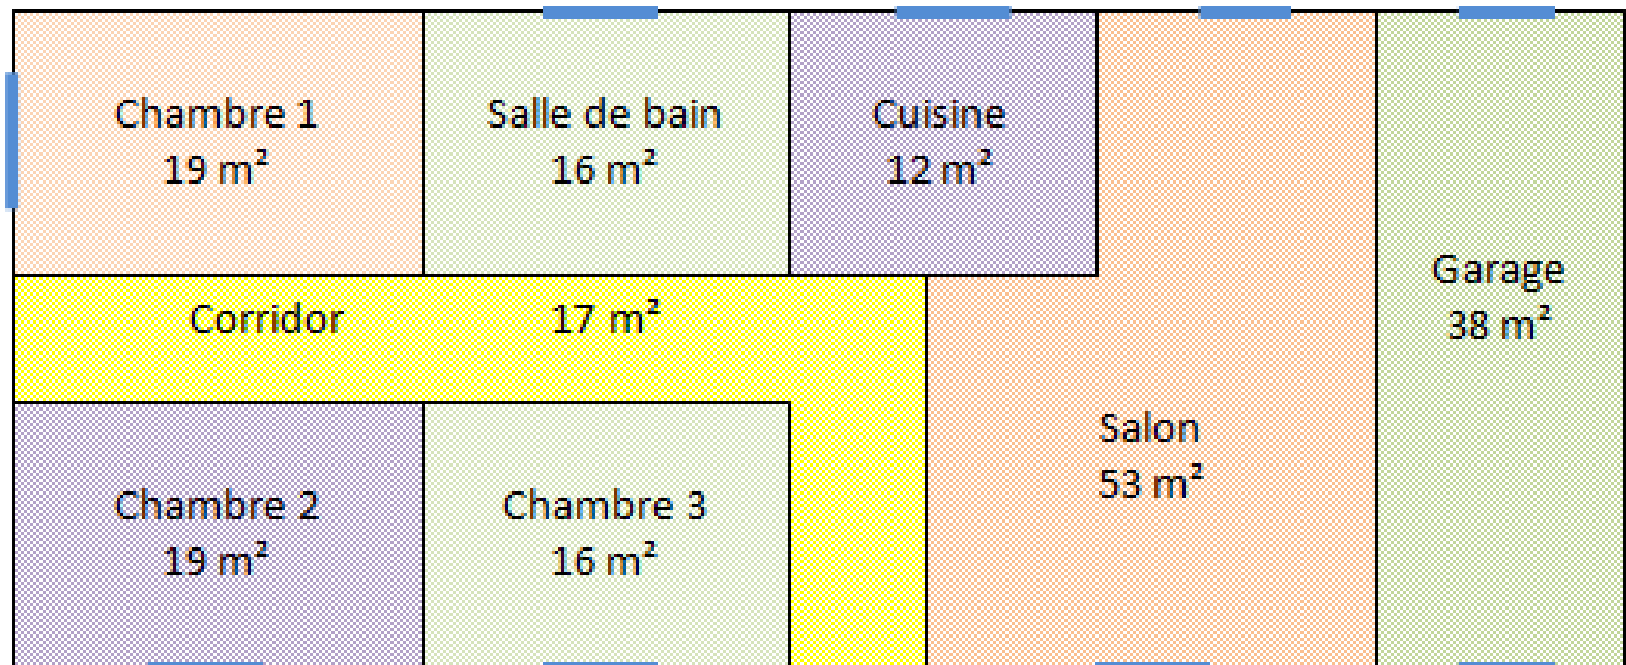 Chambre 1
19 m²
Salle de bain
16 m²
Cuisine
12 m²
Garage
38 m²
Corridor 17 m²
Salon
53 m²
Chambre 2
19 m²
Chambre 3
16 m²